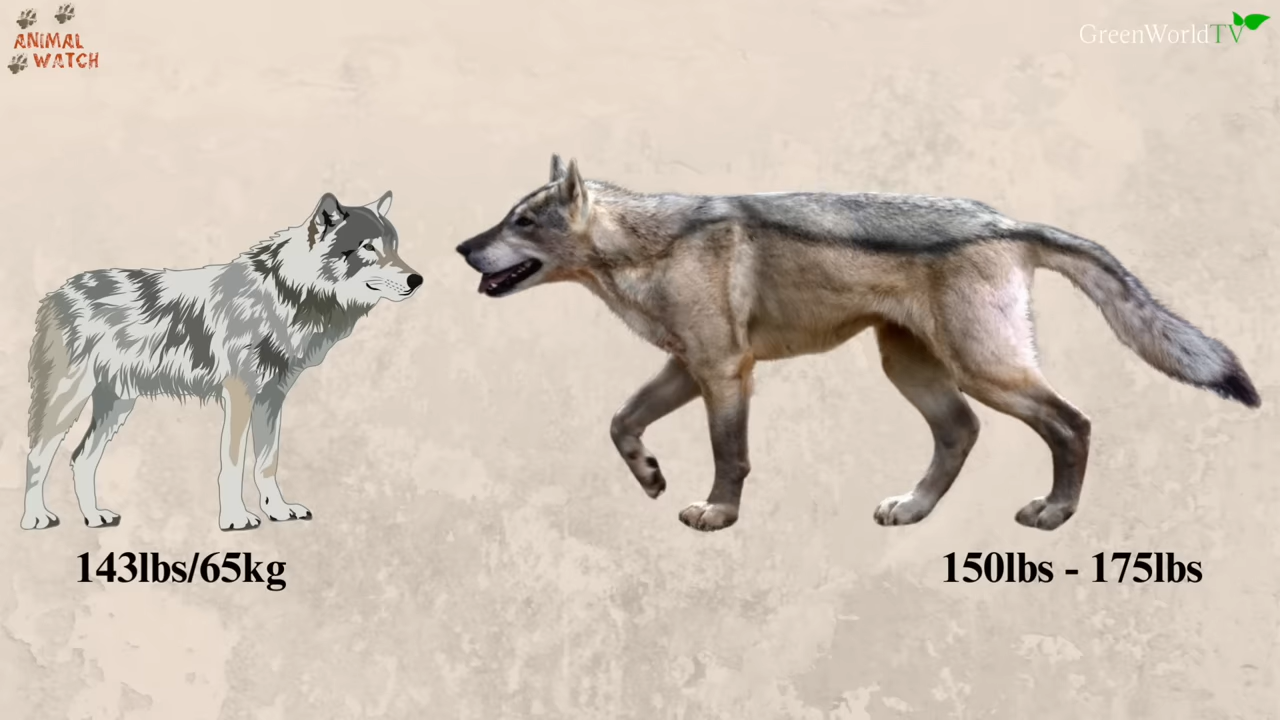 ANIMAL
WATCH
GreenWorldTV
143lbs/65kg
150lbs - 175lbs